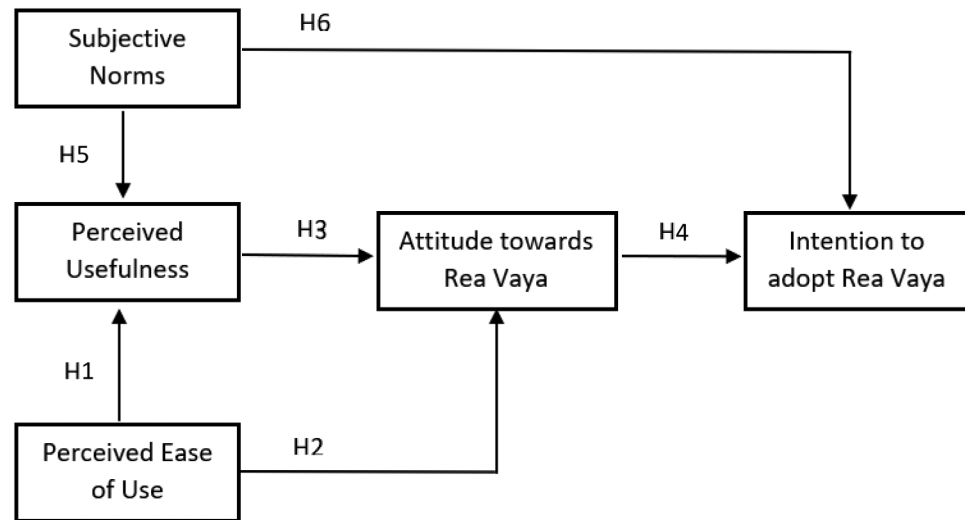 Subjective
Norms
H6
H5
Perceived
Usefulness
H3
Attitude towards
Rea Vaya
H4
Intention to
adopt Rea Vaya
H1
Perceived Ease
of Use
H2